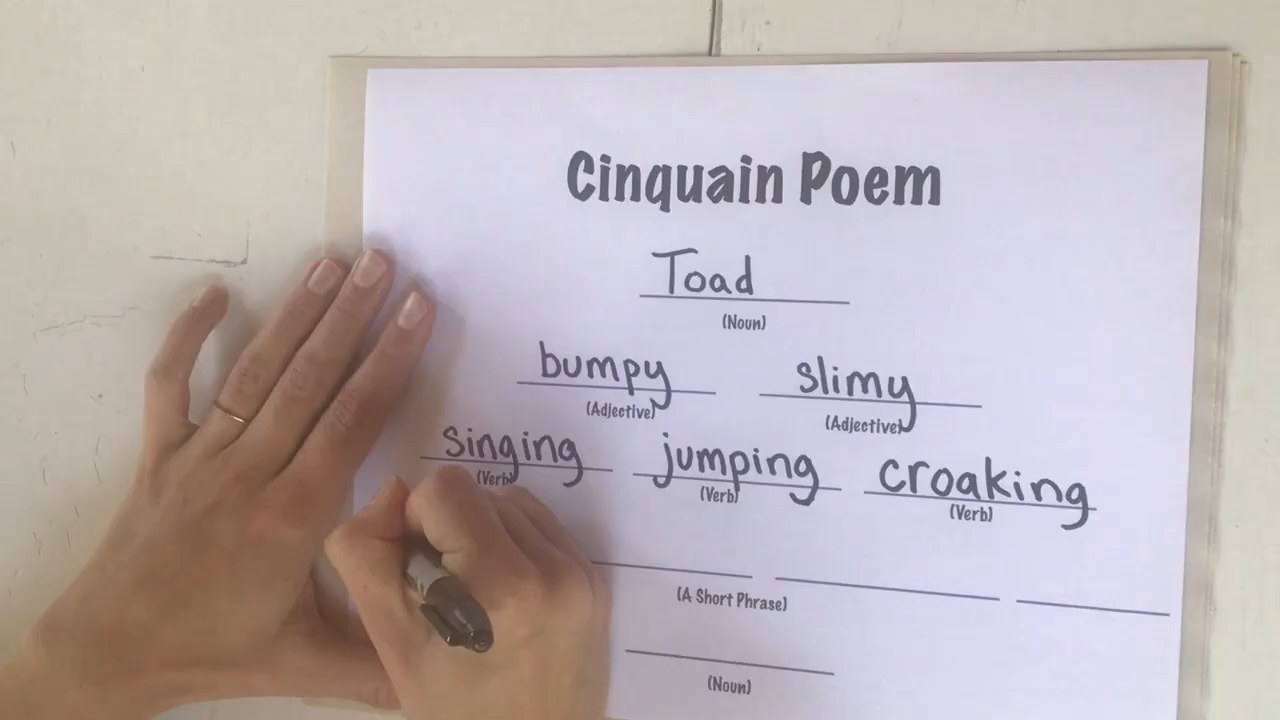 Cinquain Poem
Toad
(Noun)
bumpy slimy
(Adjective) (Adjective)
singing jumping croaking
(Verb) (Verb) (Verb)
(A Short Phrase)
(Noun)